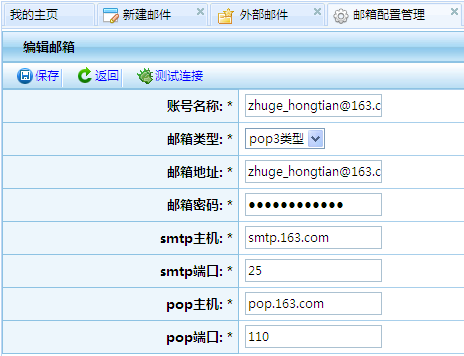 我的主页 新建邮件 外部邮件 邮箱配置管理
编辑邮箱
保存 返回 测试连接
账号名称: * zhuge_hongtian@163.c
邮箱类型: * pop3类型
邮箱地址: * zhuge_hongtian@163.c
邮箱密码: * ●●●●●●●●●●●●
smtp主机: * smtp.163.com
smtp端口: * 25
pop主机: * pop.163.com
pop端口: * 110